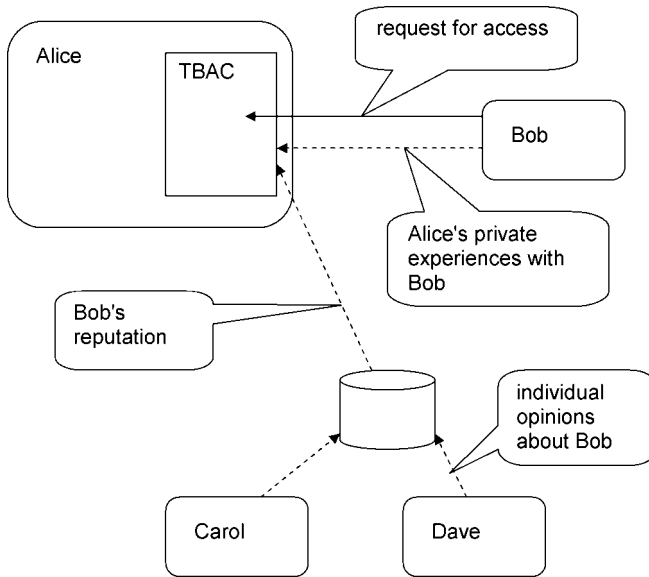 request for access
Alice
TBAC
Bob
Alice's private
experiences with
Bob
Bob's
reputation
individual
opinions
about Bob
Carol
Dave